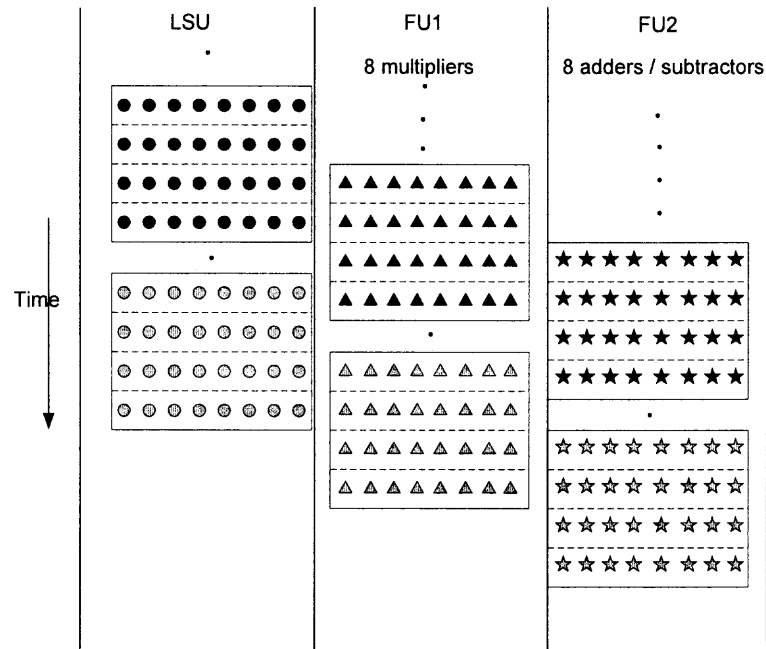 LSU
FU1
FU2
8 multipliers
8 adders / subtractors
Time